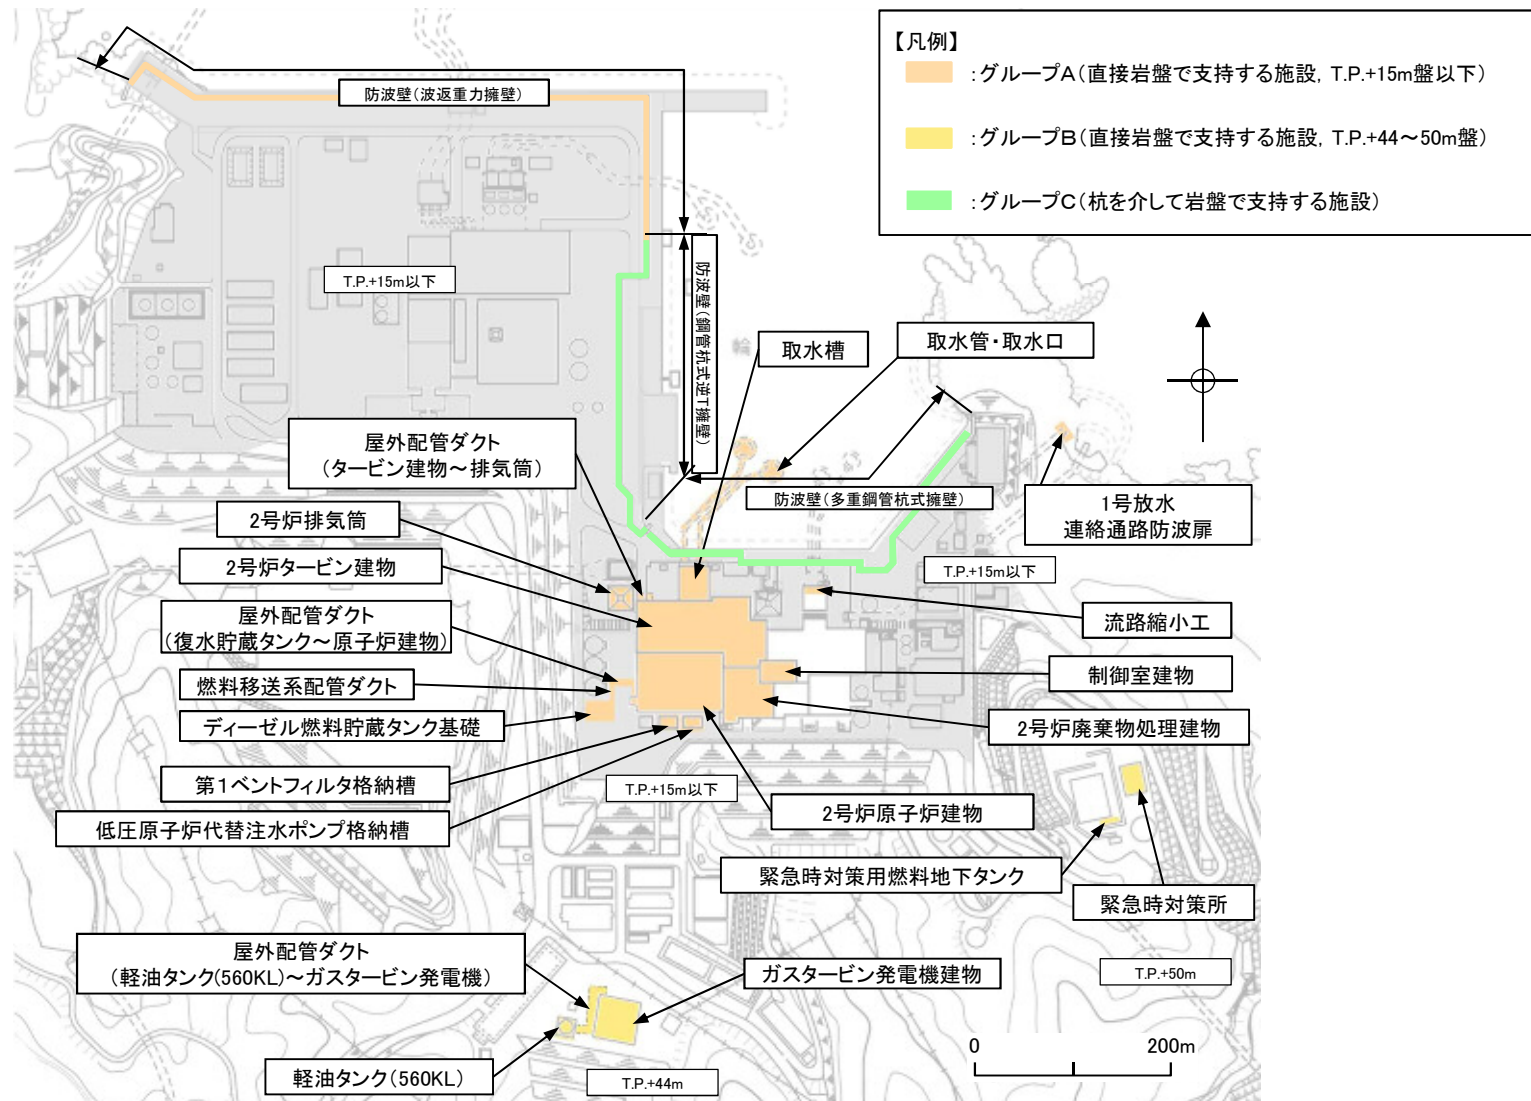 【凡例】
：グループA（直接岩盤で支持する施設，T.P.+15m盤以下）
：グループB（直接岩盤で支持する施設，T.P.+44～50m盤）
：グループC（杭を介して岩盤で支持する施設）
防波壁（波返重力擁壁）
T.P.+15m以下
防波壁（鋼管杭式逆T擁壁）
輪
取水槽
取水管・取水口
屋外配管ダクト
（タービン建物～排気筒）
防波壁（多重鋼管杭式擁壁）
1号放水
連絡通路防波扉
2号炉排気筒
2号炉タービン建物
T.P.+15m以下
屋外配管ダクト
（復水貯蔵タンク～原子炉建物）
流路縮小工
制御室建物
燃料移送系配管ダクト
ディーゼル燃料貯蔵タンク基礎
2号炉廃棄物処理建物
第1ベントフィルタ格納槽
T.P.+15m以下
2号炉原子炉建物
低圧原子炉代替注水ポンプ格納槽
緊急時対策用燃料地下タンク
緊急時対策所
屋外配管ダクト
（軽油タンク(560KL)～ガスタービン発電機）
ガスタービン発電機建物
T.P.+50m
軽油タンク(560KL)
T.P.+44m
0
200m